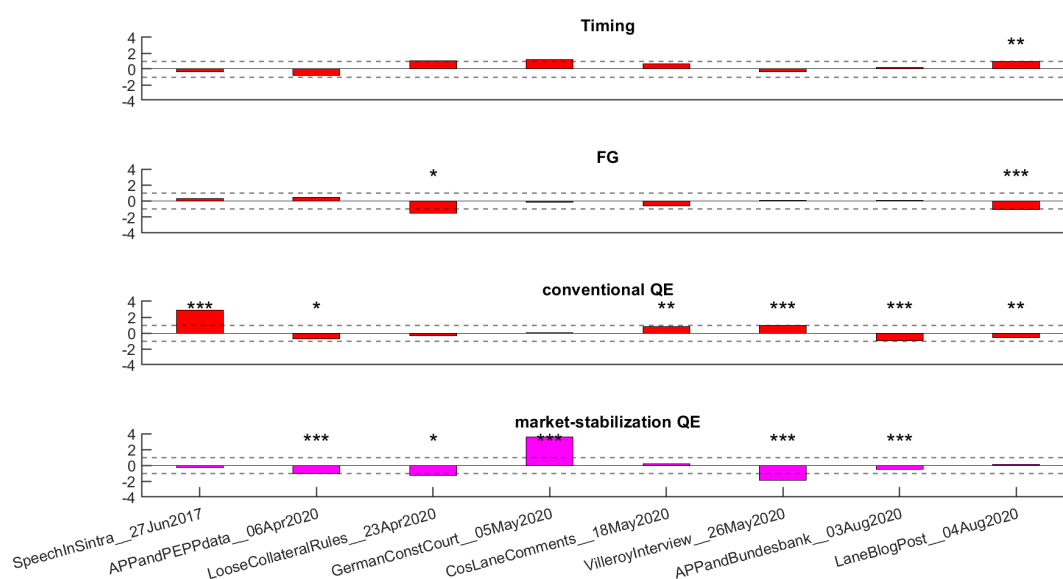 Timing
4
2
0
-2
-4
**
FG
4
2
0
-2
-4
* ***
conventional QE
4
2
0
-2
-4
*** * ** *** *** **
market-stabilization QE
4
2
0
-2
-4
*** * *** *** ***
SpeechInSintra__27Jun2017
APPandPEPPdata__06Apr2020
LooseCollateralRules__23Apr2020
GermanConstCourt__05May2020
CosLaneComments__18May2020
VilleroyInterview__26May2020
APPandBundesbank__03Aug2020
LaneBlogPost__04Aug2020